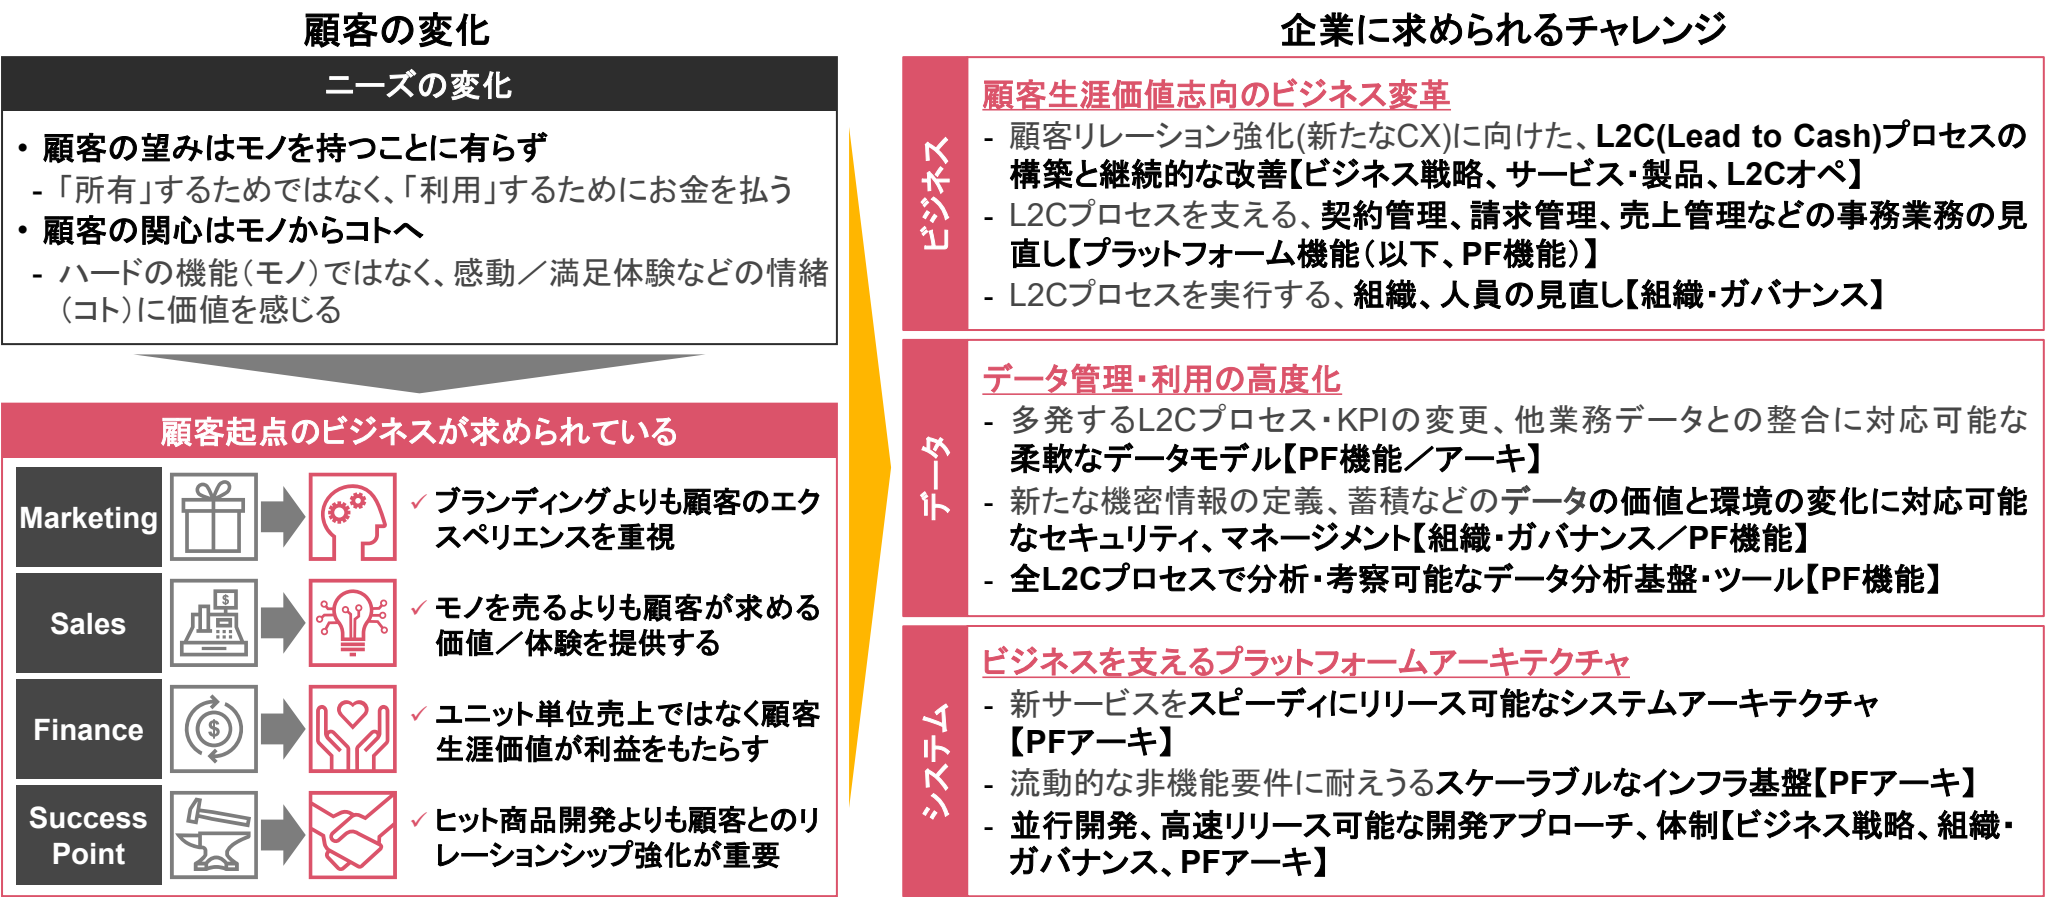 顧客の変化
ニーズの変化
• 顧客の望みはモノを持つことに有らず
- 「所有」するためではなく、「利用」するためにお金を払う
• 顧客の関心はモノからコトへ
- ハードの機能（モノ）ではなく、感動／満足体験などの情緒
（コト）に価値を感じる
顧客起点のビジネスが求められている
Marketing
✓ ブランディングよりも顧客のエク
スペリエンスを重視
Sales
$
✓ モノを売るよりも顧客が求める
価値／体験を提供する
Finance
$
✓ ユニット単位売上ではなく顧客
生涯価値が利益をもたらす
Success
Point
✓ ヒット商品開発よりも顧客とのリ
レーションシップ強化が重要
企業に求められるチャレンジ
ビジネス
顧客生涯価値志向のビジネス変革
- 顧客リレーション強化(新たなCX)に向けた、L2C(Lead to Cash)プロセスの
構築と継続的な改善【ビジネス戦略、サービス・製品、L2Cオペ】
- L2Cプロセスを支える、契約管理、請求管理、売上管理などの事務業務の見
直し【プラットフォーム機能（以下、PF機能）】
- L2Cプロセスを実行する、組織、人員の見直し【組織・ガバナンス】
データ
データ管理・利用の高度化
- 多発するL2Cプロセス・KPIの変更、他業務データとの整合に対応可能な
柔軟なデータモデル【PF機能／アーキ】
- 新たな機密情報の定義、蓄積などのデータの価値と環境の変化に対応可能
なセキュリティ、マネージメント【組織・ガバナンス／PF機能】
- 全L2Cプロセスで分析・考察可能なデータ分析基盤・ツール【PF機能】
システム
ビジネスを支えるプラットフォームアーキテクチャ
- 新サービスをスピーディにリリース可能なシステムアーキテクチャ
【PFアーキ】
- 流動的な非機能要件に耐えうるスケーラブルなインフラ基盤【PFアーキ】
- 並行開発、高速リリース可能な開発アプローチ、体制【ビジネス戦略、組織・
ガバナンス、PFアーキ】